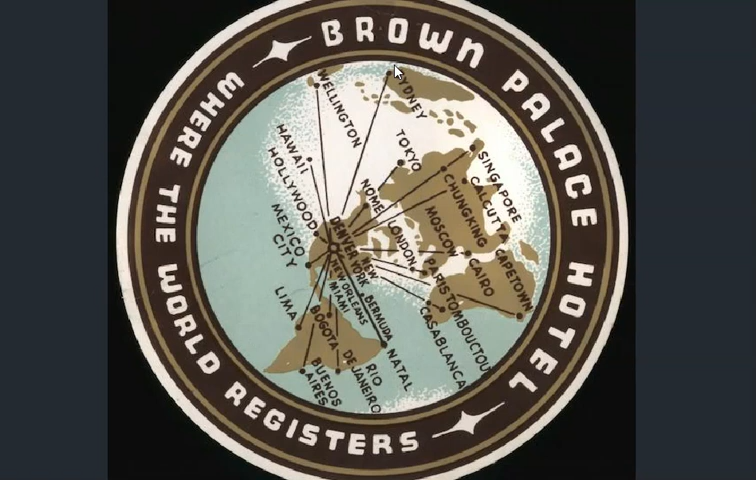 BROWN PALACE HOTEL
WHERE THE WORLD REGISTERS
WELLINGTON
SYDNEY
HAWAII
HOLLYWOOD
TOKYO
SINGAPORE
CALCUTTA
CHUNGKING
NOME
MEXICO
CITY
DENVER
LONDON
MOSCOW
CAIRO
CAPETOWN
NEW
YORK
PARIS
NEW ORLEANS
MIAMI
BERMUDA
TOMBOUCTOU
CASABLANCA
LIMA
BOGOTA
NATAL
RIO
DE JANEIRO
BUENOS
AIRES